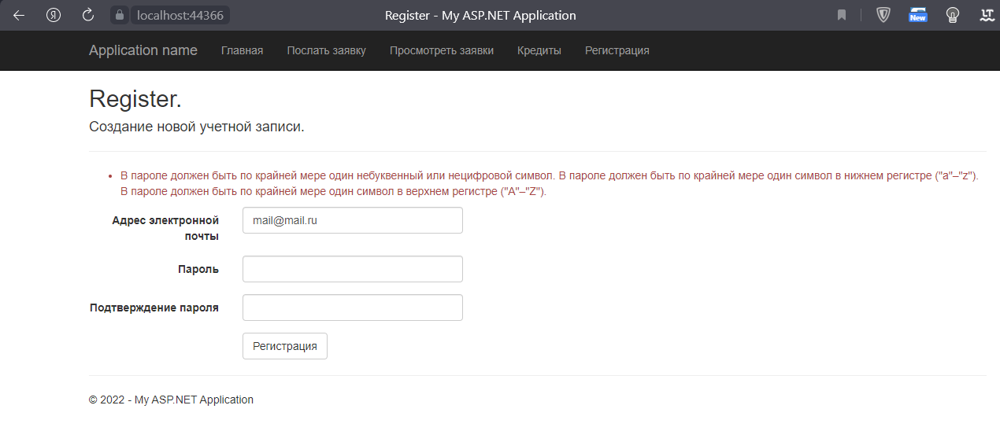 localhost:44366
Register - My ASP.NET Application
New
Application name Главная Послать заявку Просмотреть заявки Кредиты Регистрация
Register.
Создание новой учетной записи.
В пароле должен быть по крайней мере один небуквенный или нецифровой символ. В пароле должен быть по крайней мере один символ в нижнем регистре ("a"–"z").
В пароле должен быть по крайней мере один символ в верхнем регистре ("A"–"Z").
Адрес электронной
почты
mail@mail.ru
Пароль
Подтверждение пароля
Регистрация
© 2022 - My ASP.NET Application